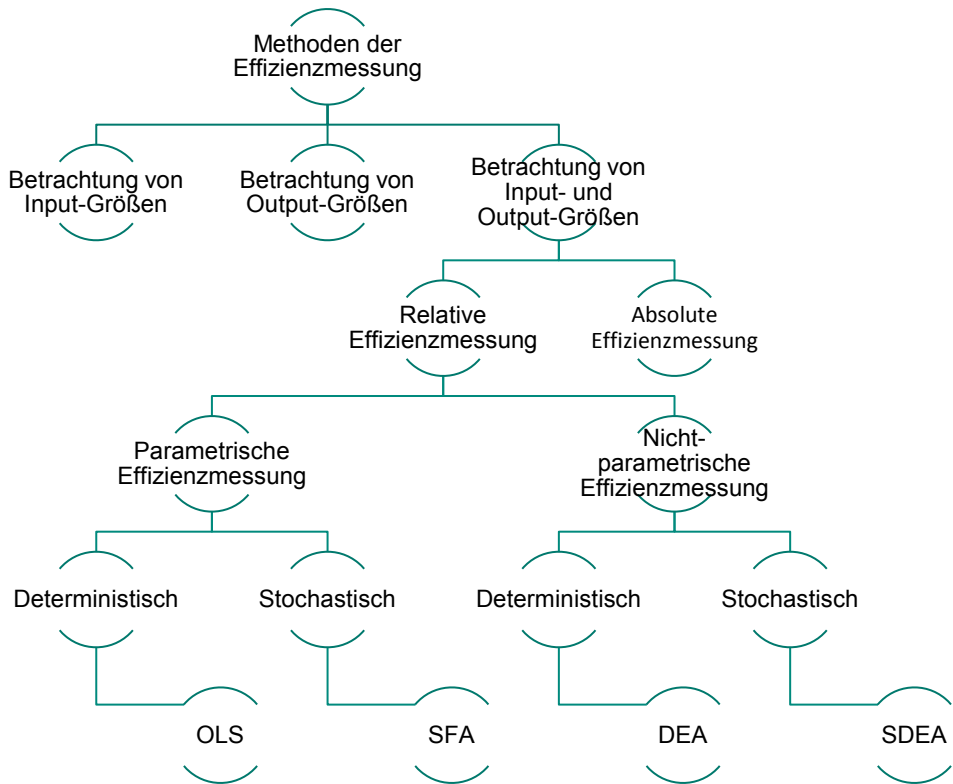 Methoden der
Effizienzmessung
Betrachtung von
Input-Größen
Betrachtung von
Output-Größen
Betrachtung von
Input- und
Output-Größen
Relative
Effizienzmessung
Absolute
Effizienzmessung
Parametrische
Effizienzmessung
Nicht-
parametrische
Effizienzmessung
Deterministisch
Stochastisch
Deterministisch
Stochastisch
OLS
SFA
DEA
SDEA